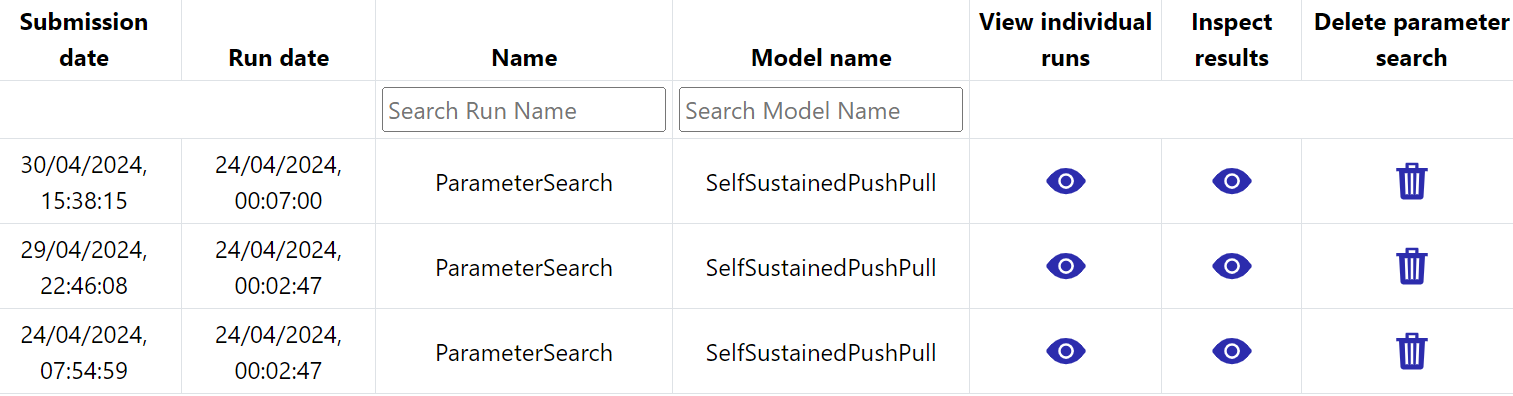 Submission date
Run date
Name
Model name
View individual runs
Inspect results
Delete parameter search
Search Run Name
Search Model Name
30/04/2024, 15:38:15
24/04/2024, 00:07:00
ParameterSearch
SelfSustainedPushPull
29/04/2024, 22:46:08
24/04/2024, 00:02:47
ParameterSearch
SelfSustainedPushPull
24/04/2024, 07:54:59
24/04/2024, 00:02:47
ParameterSearch
SelfSustainedPushPull